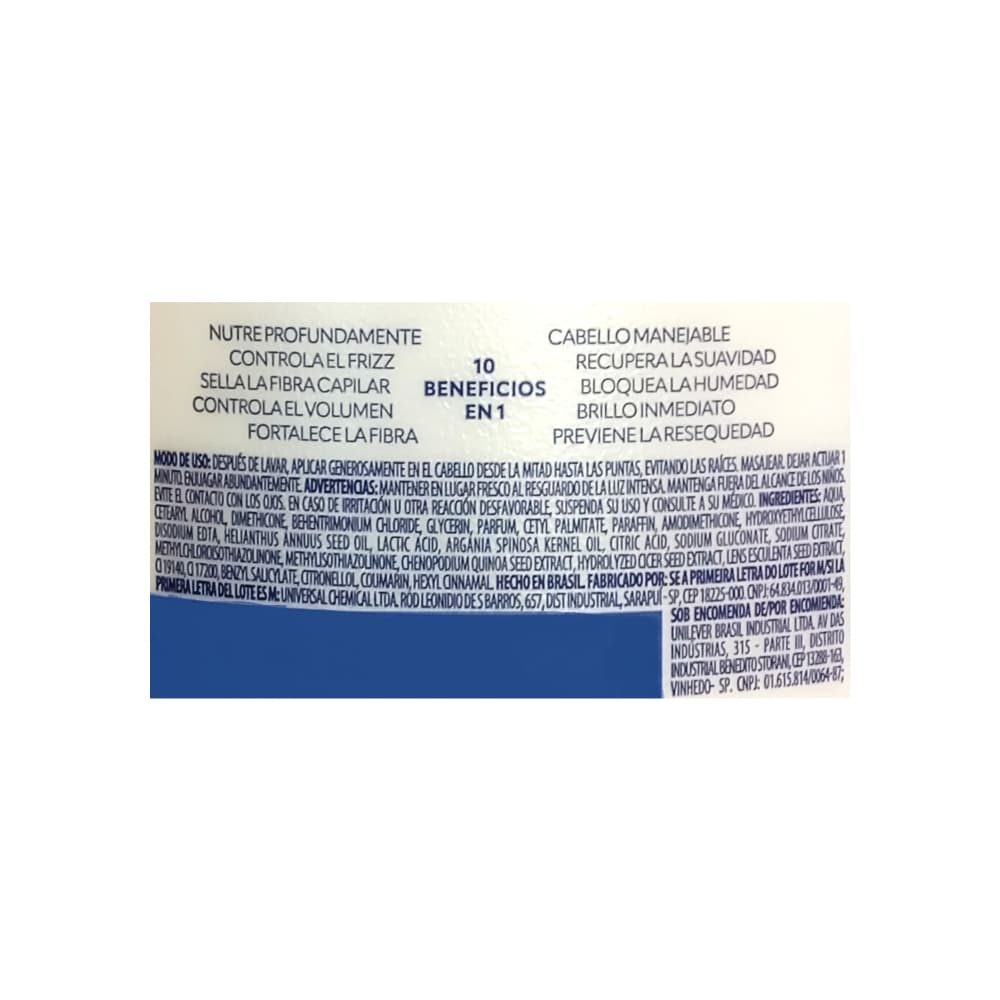 NUTRE PROFUNDAMENTE
CONTROLA EL FRIZZ
SELLA LA FIBRA CAPILAR
CONTROLA EL VOLUMEN
FORTALECE LA FIBRA
10
BENEFICIOS
EN 1
CABELLO MANEJABLE
RECUPERA LA SUAVIDAD
BLOQUEA LA HUMEDAD
BRILLO INMEDIATO
PREVIENE LA RESEQUEDAD
MODO DE USO: DESPUÉS DE LAVAR, APLICAR GENEROSAMENTE EN EL CABELLO DESDE LA MITAD HASTA LAS PUNTAS, EVITANDO LAS RAÍCES. MASAJEAR. DEJAR ACTUAR 1
MINUTO. ENJUAGAR ABUNDANTEMENTE. ADVERTENCIAS: MANTENER EN LUGAR FRESCO AL RESGUARDO DE LA LUZ INTENSA. MANTENGA FUERA DEL ALCANCE DE LOS NIÑOS.
EVITE EL CONTACTO CON LOS OJOS. EN CASO DE IRRITACIÓN U OTRA REACCIÓN DESFAVORABLE, SUSPENDA SU USO Y CONSULTE A SU MÉDICO. INGREDIENTES: AQUA,
CETEARYL ALCOHOL, DIMETHICONE, BEHENTRIMONIUM CHLORIDE, GLYCERIN, PARFUM, CETYL PALMITATE, PARAFFIN, AMODIMETHICONE, HYDROXYETHYLCELLULOSE,
DISODIUM EDTA, HELIANTHUS ANNUUS SEED OIL, LACTIC ACID, ARGANIA SPINOSA KERNEL OIL, CITRIC ACID, SODIUM GLUCONATE, SODIUM CITRATE,
METHYLCHLOROISOTHIAZOLINONE, METHYLISOTHIAZOLINONE, CHENOPODIUM QUINOA SEED EXTRACT, HYDROLYZED CICER SEED EXTRACT, LENS ESCULENTA SEED EXTRACT,
CI 19140, CI 17200, BENZYL SALICYLATE, CITRONELLOL, COUMARIN, HEXYL CINNAMAL. HECHO EN BRASIL. FABRICADO POR: SE A PRIMEIRA LETRA DO LOTE FOR M/SI LA
PRIMERA LETRA DEL LOTE ES M: UNIVERSAL CHEMICAL LTDA. ROD LEONIDIO DE S BARROS, 657, DIST INDUSTRIAL, SARAPUÍ - SP, CEP 18225-000. CNPJ: 64.834.013/0001-49,
SOB ENCOMENDA DE/POR ENCOMIENDA:
UNILEVER BRASIL INDUSTRIAL LTDA. AV DAS
INDÚSTRIAS, 315 - PARTE III, DISTRITO
INDUSTRIAL BENEDITO STORANI, CEP 13288-163,
VINHEDO- SP. CNPJ: 01.615.814/0064-87;